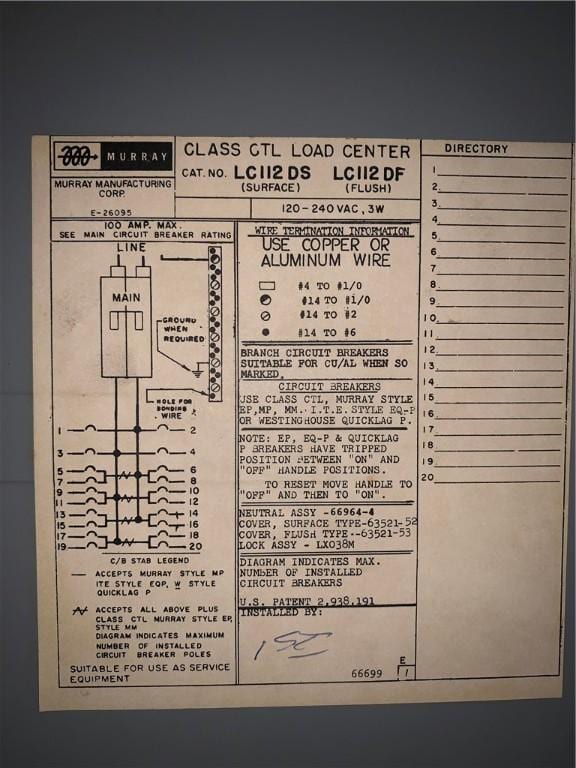 MURRAY
MURRAY MANUFACTURING
CORP.
E-26095
CLASS CTL LOAD CENTER
CAT. NO. LC112 DS LC112 DF
(SURFACE) (FLUSH)
120-240 VAC, 3W
100 AMP. MAX.
SEE MAIN CIRCUIT BREAKER RATING
LINE
MAIN
GROUND
WHEN
REQUIRED
HOLE FOR
BONDING
WIRE
1 2
3 4
5 6
7 8
9 10
11 12
13 14
15 16
17 18
19 20
C/B STAB LEGEND
ACCEPTS MURRAY STYLE MP
ITE STYLE EQP, W STYLE
QUICKLAG P
ACCEPTS ALL ABOVE PLUS
CLASS CTL MURRAY STYLE EP,
STYLE MM
DIAGRAM INDICATES MAXIMUM
NUMBER OF INSTALLED
CIRCUIT BREAKER POLES
SUITABLE FOR USE AS SERVICE
EQUIPMENT
WIRE TERMINATION INFORMATION
USE COPPER OR
ALUMINUM WIRE
#4 TO #1/0
#14 TO #1/0
#14 TO #2
#14 TO #6
BRANCH CIRCUIT BREAKERS
SUITABLE FOR CU/AL WHEN SO
MARKED.
CIRCUIT BREAKERS
USE CLASS CTL, MURRAY STYLE
EP,MP, MM. I.T.E. STYLE EQ-P
OR WESTINGHOUSE QUICKLAG P.
NOTE: EP, EQ-P & QUICKLAG
P BREAKERS HAVE TRIPPED
POSITION BETWEEN "ON" AND
"OFF" HANDLE POSITIONS.
TO RESET MOVE HANDLE TO
"OFF" AND THEN TO "ON".
NEUTRAL ASSY -66964-4
COVER, SURFACE TYPE-63521-52
COVER, FLUSH TYPE--63521-53
LOCK ASSY - LX038M
DIAGRAM INDICATES MAX.
NUMBER OF INSTALLED
CIRCUIT BREAKERS
U.S. PATENT 2,938,191
INSTALLED BY:
66699
E
1
DIRECTORY
1
2
3
4
5
6
7
8
9
10
11
12
13
14
15
16
17
18
19
20